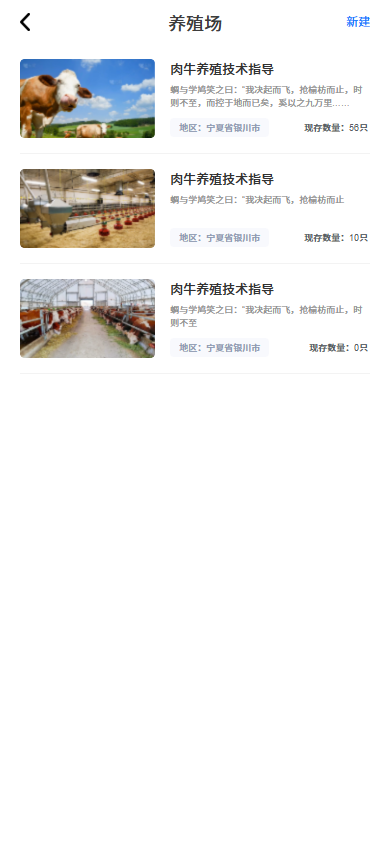 养殖场
新建
肉牛养殖技术指导
蜩与学鸠笑之曰：“我决起而飞，抢榆枋而止，时
则不至，而控于地而已矣，奚以之九万里……
地区：宁夏省银川市
现存数量：56只
肉牛养殖技术指导
蜩与学鸠笑之曰：“我决起而飞，抢榆枋而止
地区：宁夏省银川市
现存数量：10只
肉牛养殖技术指导
蜩与学鸠笑之曰：“我决起而飞，抢榆枋而止，时
则不至
地区：宁夏省银川市
现存数量：0只